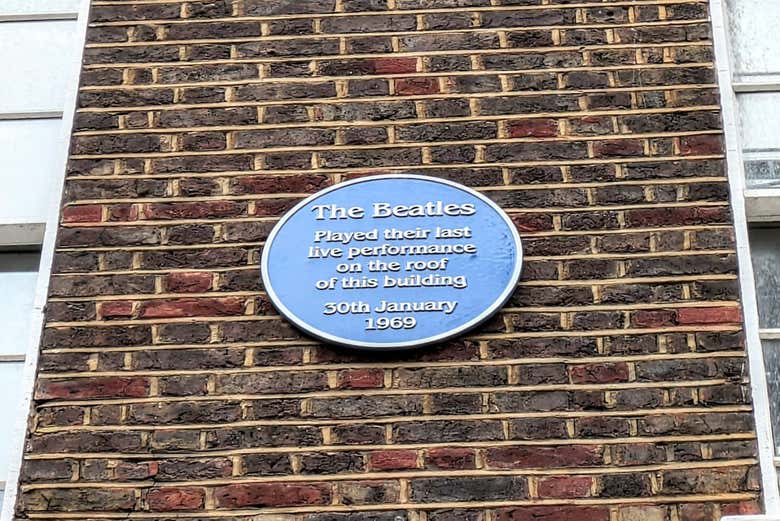 The Beatles
Played their last
live performance
on the roof
of this building
30th January
1969